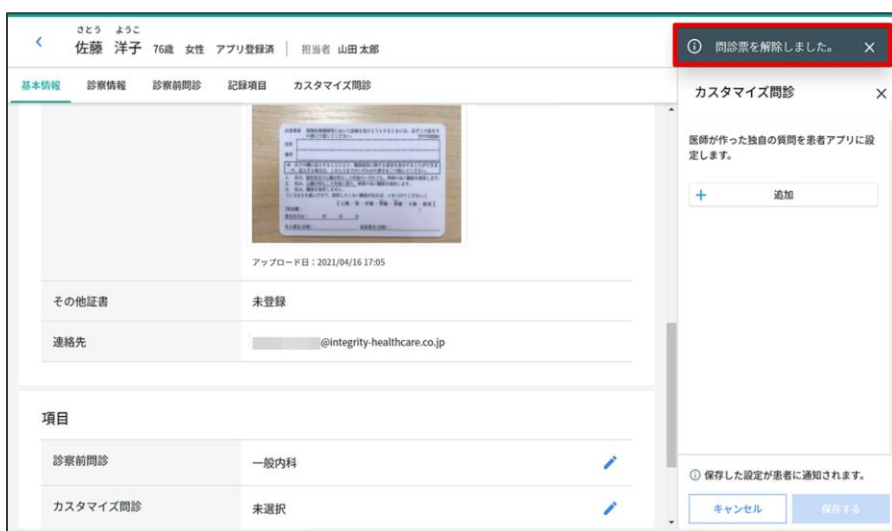 さとう ようこ
佐藤 洋子 76歳 女性 アプリ登録済 担当者 山田 太郎
問診票を解除しました。
基本情報 診察情報 診察前問診 記録項目 カスタマイズ問診
アップロード日：2021/04/16 17:05
その他証書 未登録
連絡先 @integrity-healthcare.co.jp
項目
診察前問診 一般内科
カスタマイズ問診 未選択
カスタマイズ問診
医師が作った独自の質問を患者アプリに設
定します。
追加
保存した設定が患者に通知されます。
キャンセル 保存する